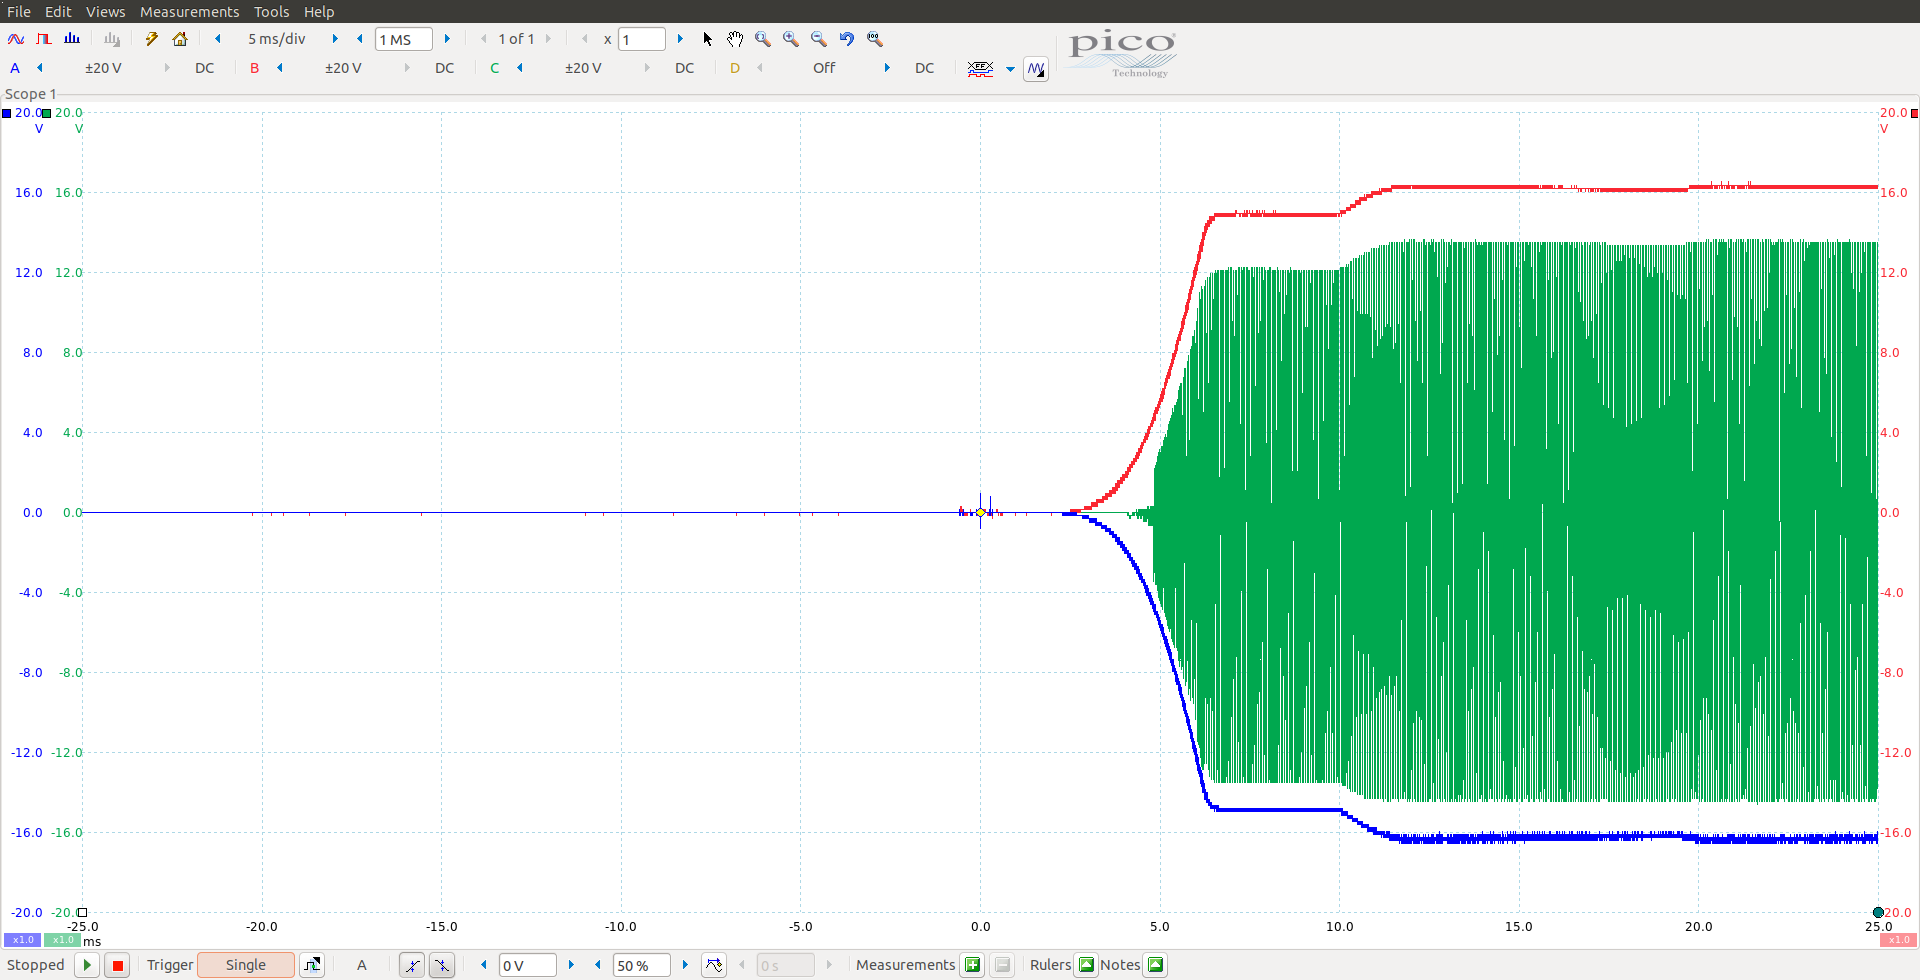 File Edit Views Measurements Tools Help
5 ms/div 1 MS 1 of 1 x 1 pico Technology
A ±20 V DC B ±20 V DC C ±20 V DC D Off DC
Scope 1
20.0 20.0 20.0
V V V
16.0 16.0 16.0
12.0 12.0 12.0
8.0 8.0 8.0
4.0 4.0 4.0
0.0 0.0 0.0
-4.0 -4.0 -4.0
-8.0 -8.0 -8.0
-12.0 -12.0 -12.0
-16.0 -16.0 -16.0
-20.0 -20.0 -20.0
-25.0 -20.0 -15.0 -10.0 -5.0 0.0 5.0 10.0 15.0 20.0 25.0
x1.0 x1.0 ms x1.0
Stopped Trigger Single A 0 V 50 % 0 s Measurements Rulers Notes